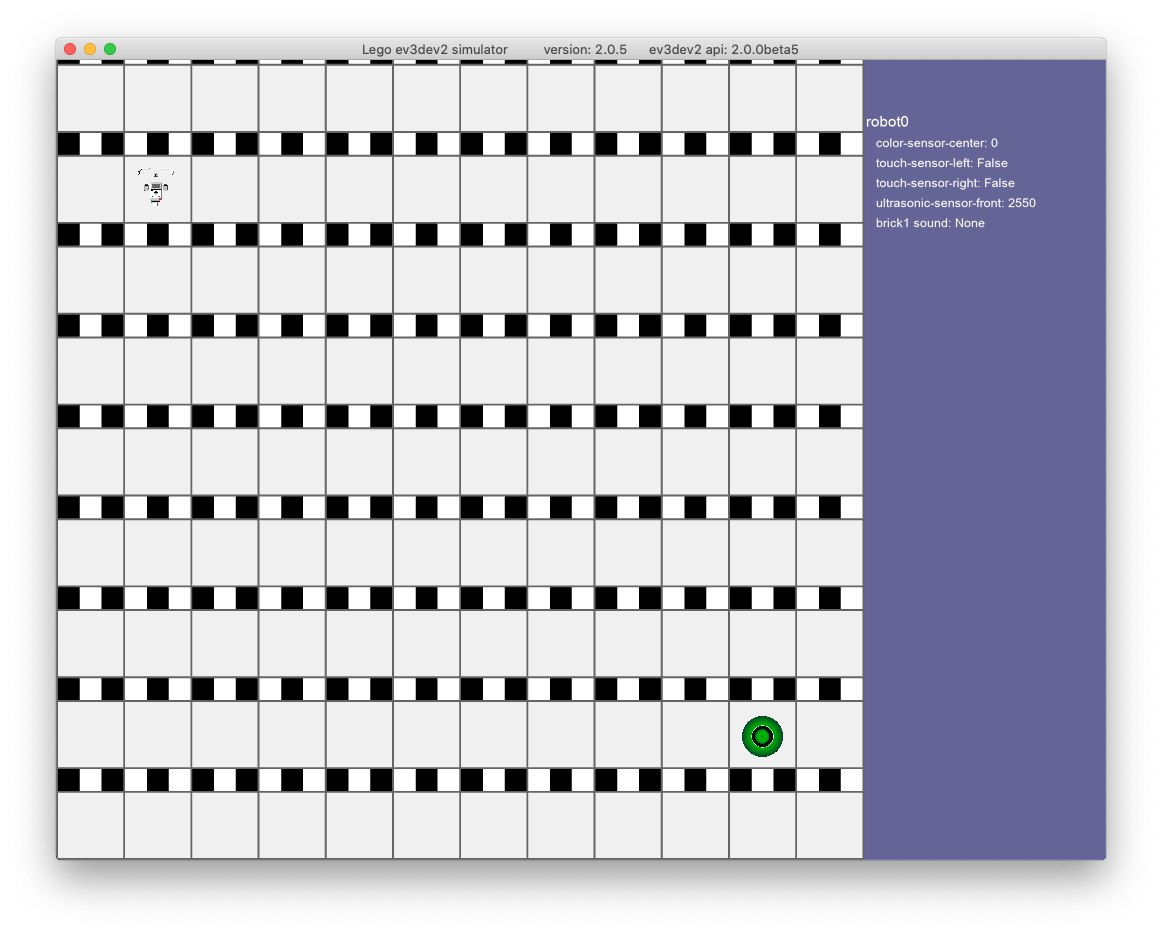 Lego ev3dev2 simulator version: 2.0.5 ev3dev2 api: 2.0.0beta5
robot0
color-sensor-center: 0
touch-sensor-left: False
touch-sensor-right: False
ultrasonic-sensor-front: 2550
brick1 sound: None